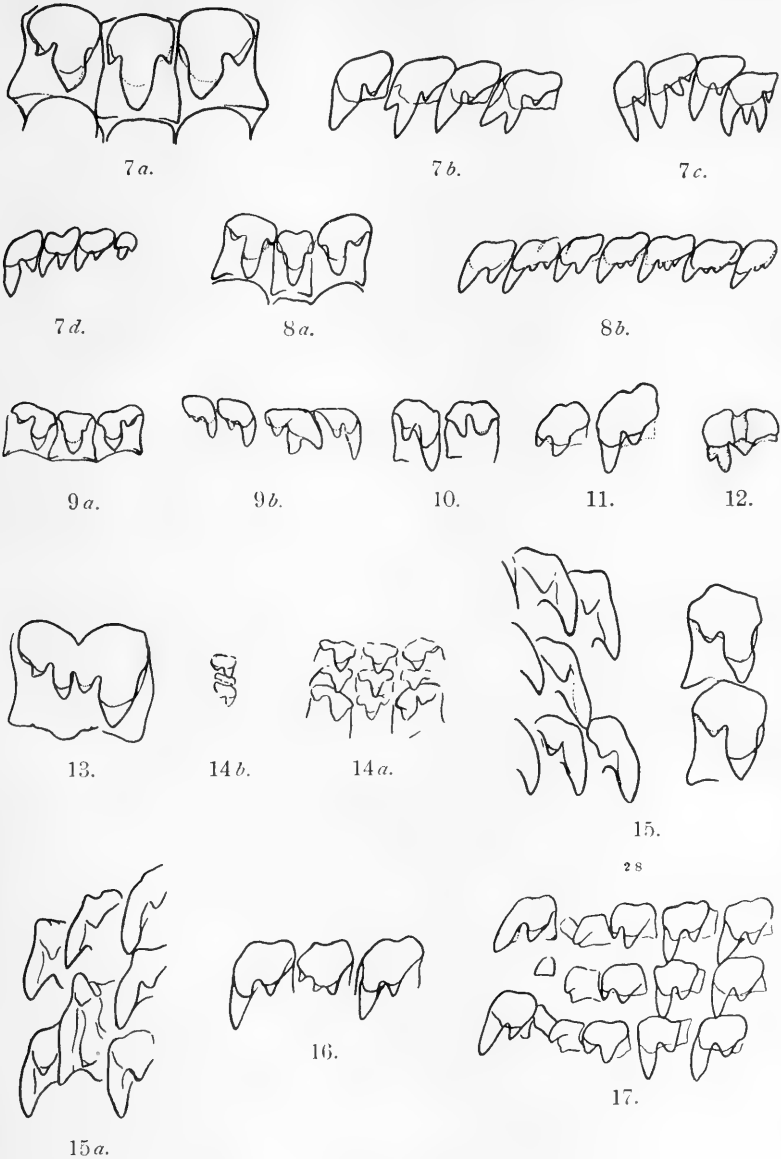 7 a.
7 b.
7 c.
7 d.
8 a.
8 b.
9 a.
9 b.
10.
11.
12.
13.
14 b.
14 a.
15.
28
15 a.
16.
17.